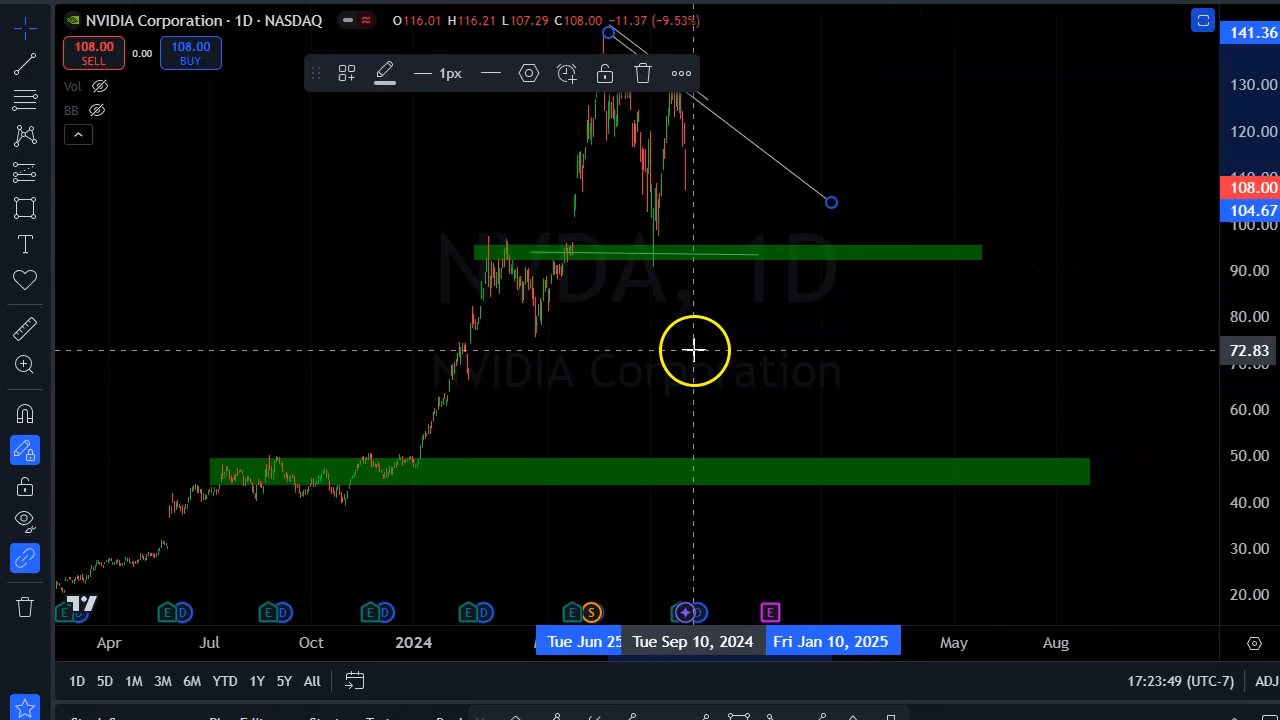 NVIDIA Corporation · 1D · NASDAQ O116.01 H116.21 L107.29 C108.00 −11.37 (−9.53%)
108.00 SELL 0.00 108.00 BUY
Vol
BB
1px
141.36
130.00
120.00
110.00
108.00
104.67
100.00
90.00
80.00
72.83
70.00
60.00
50.00
40.00
30.00
20.00
NVDA, 1D
NVIDIA Corporation
E D E D E D E D E D E S D E
Apr Jul Oct 2024 Tue Jun 25 Tue Sep 10, 2024 Fri Jan 10, 2025 May Aug
1D 5D 1M 3M 6M YTD 1Y 5Y All 17:23:49 (UTC-7) ADJ